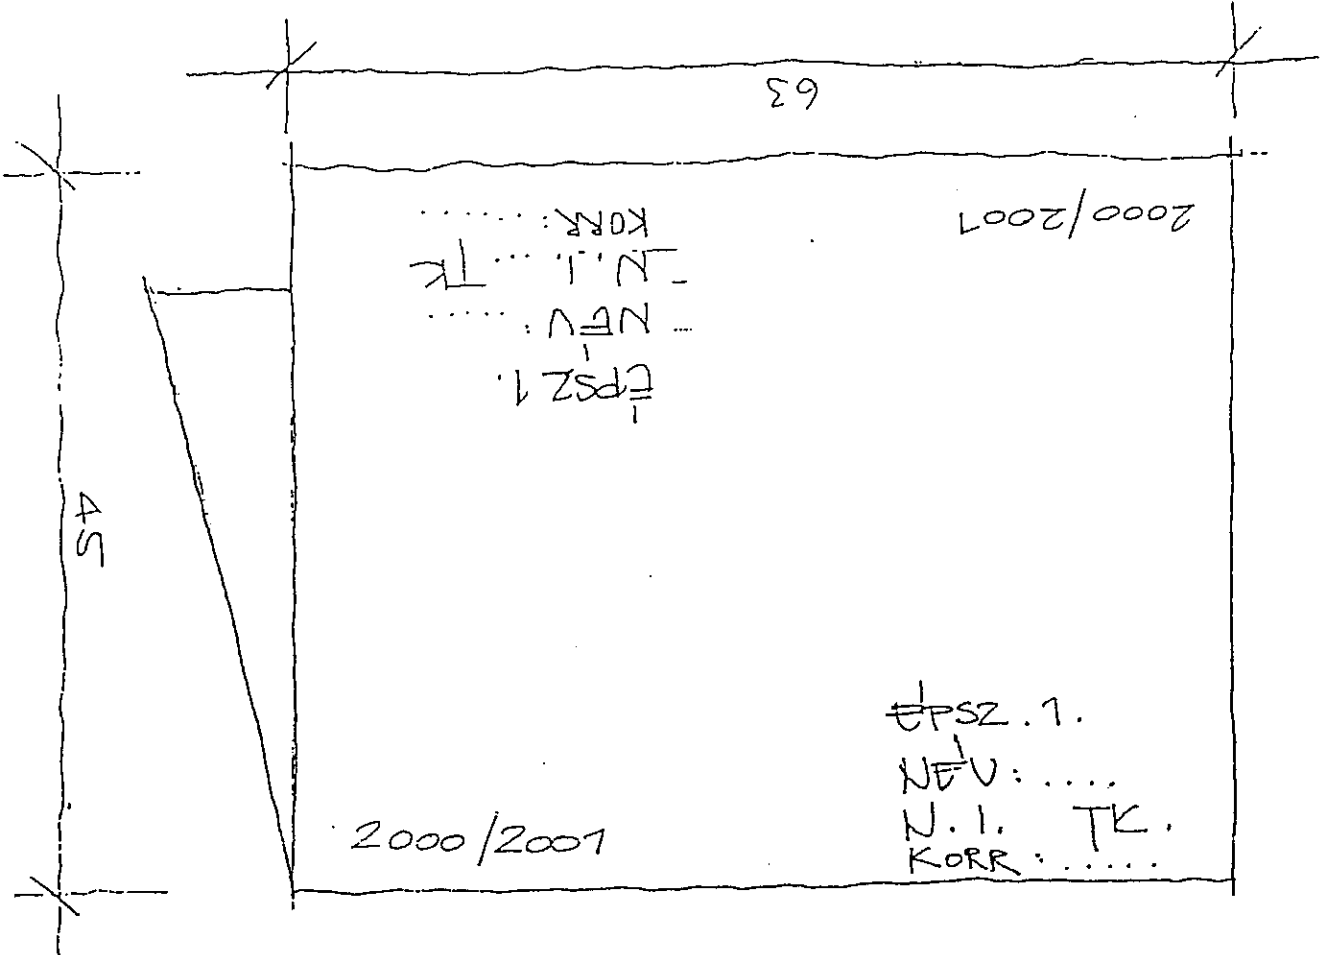 63
45
2000/2001
KORR: .......
N.I. .... TK
NÉV: ......
ÉPSZ 1.
ÉPSZ.1.
NÉV: ....
N.I. TK.
KORR: .....
2000/2001